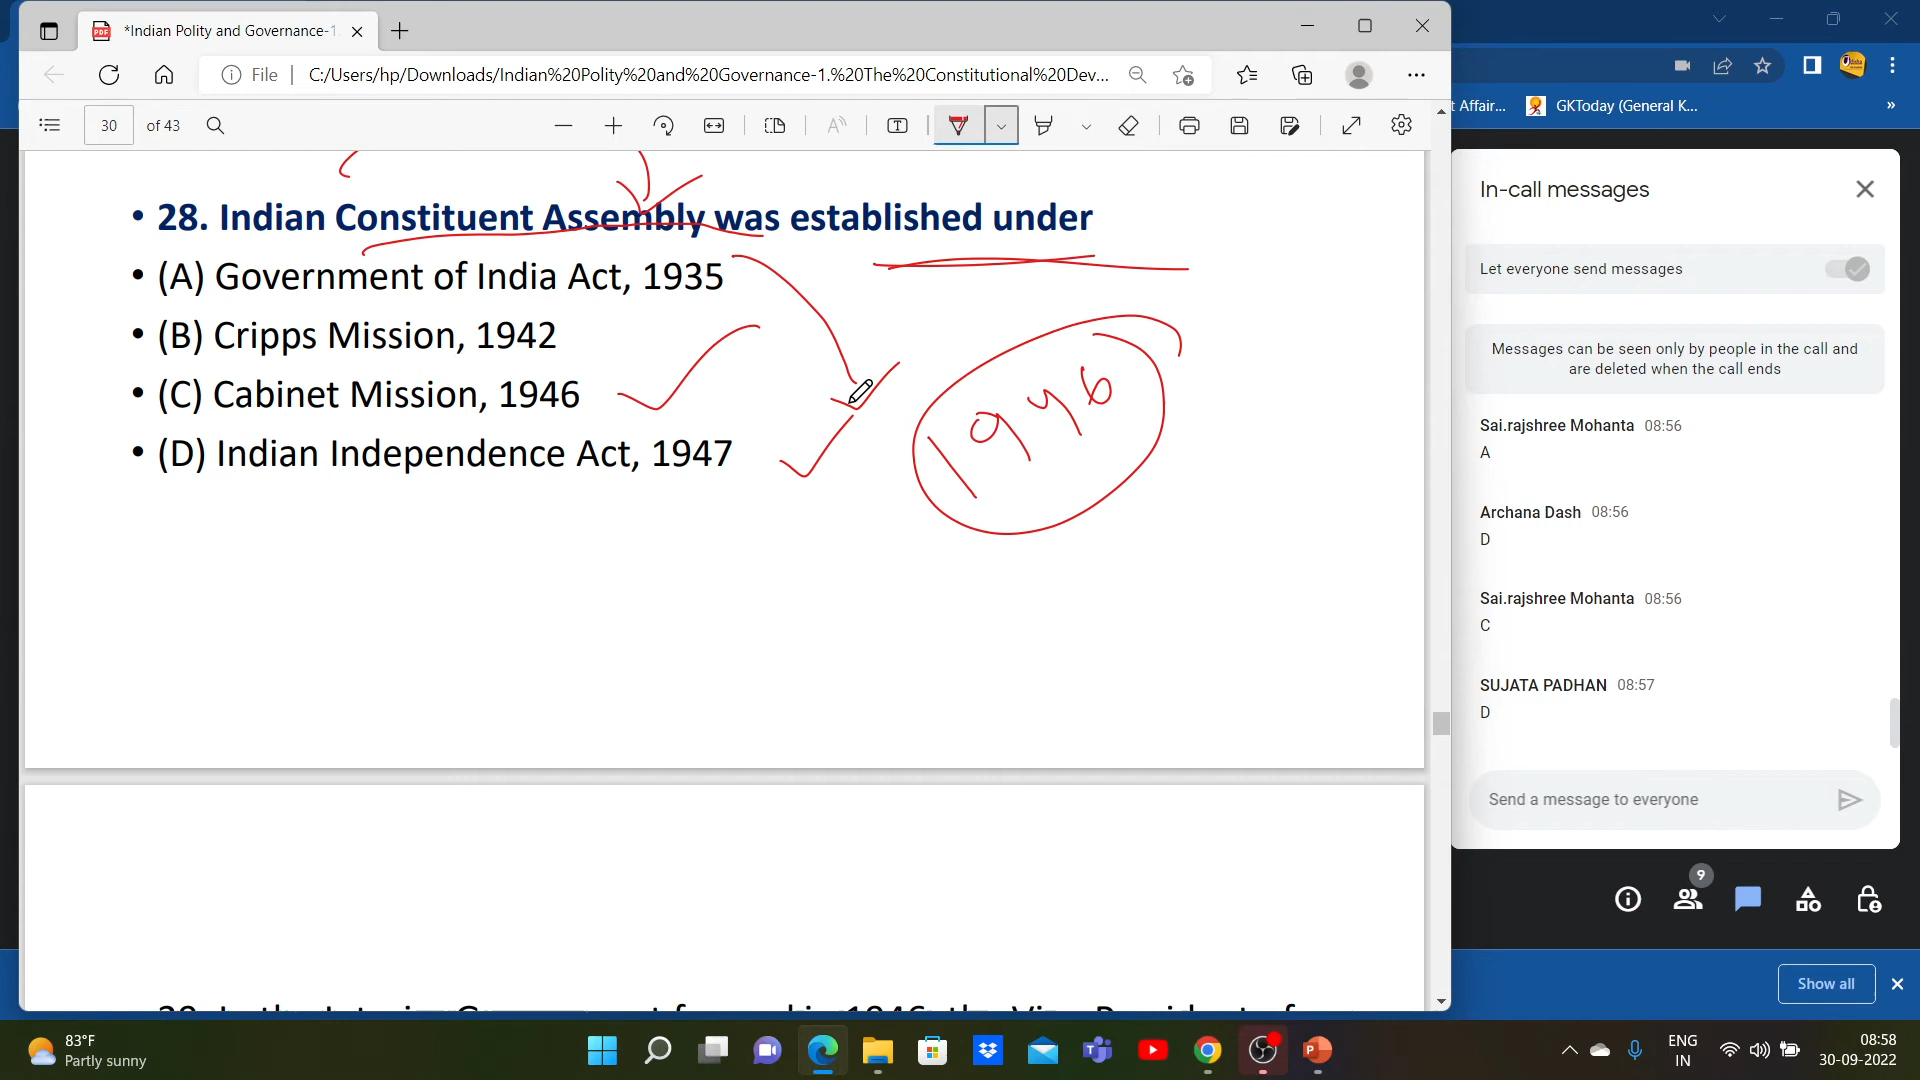 *Indian Polity and Governance-1
File
C:/Users/hp/Downloads/Indian%20Polity%20and%20Governance-1.%20The%20Constitutional%20Dev...
t Affair...
GKToday (General K...
»
30 of 43
• 28. Indian Constituent Assembly was established under
• (A) Government of India Act, 1935
• (B) Cripps Mission, 1942
• (C) Cabinet Mission, 1946
• (D) Indian Independence Act, 1947
1946
In-call messages
Let everyone send messages
Messages can be seen only by people in the call and
are deleted when the call ends
Sai.rajshree Mohanta 08:56
A
Archana Dash 08:56
D
Sai.rajshree Mohanta 08:56
C
SUJATA PADHAN 08:57
D
Send a message to everyone
9
Show all
83°F
Partly sunny
ENG
IN
08:58
30-09-2022